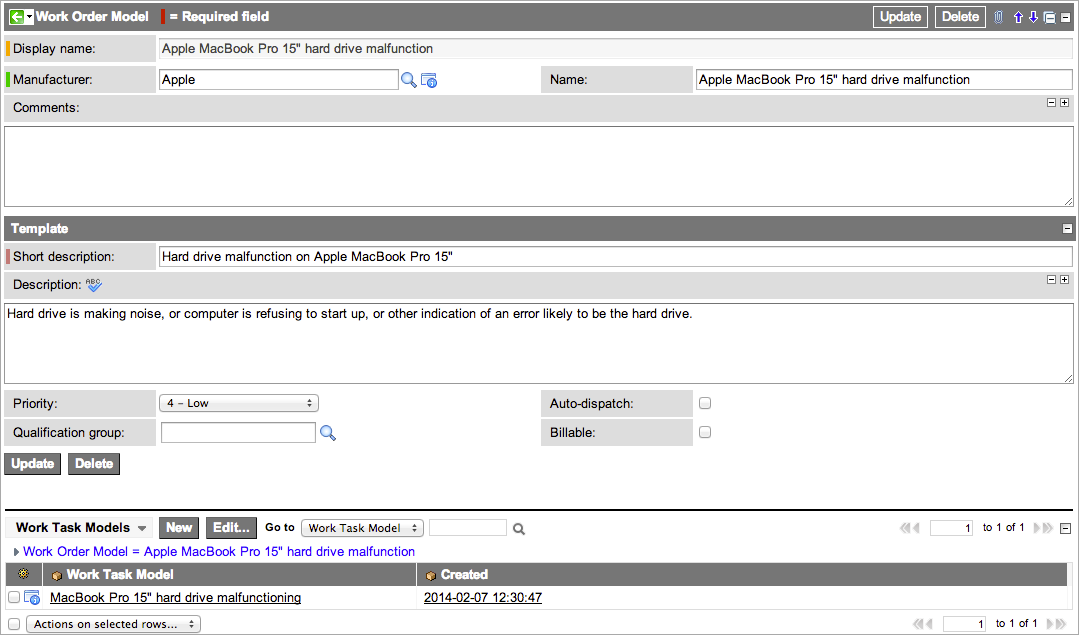 Work Order Model = Required field Update Delete
Display name: Apple MacBook Pro 15" hard drive malfunction
Manufacturer: Apple Name: Apple MacBook Pro 15" hard drive malfunction
Comments:
Template
Short description: Hard drive malfunction on Apple MacBook Pro 15"
Description: ABC
Hard drive is making noise, or computer is refusing to start up, or other indication of an error likely to be the hard drive.
Priority: 4 – Low Auto-dispatch:
Qualification group: Billable:
Update Delete
Work Task Models New Edit... Go to Work Task Model 1 to 1 of 1
Work Order Model = Apple MacBook Pro 15" hard drive malfunction
Work Task Model Created
MacBook Pro 15" hard drive malfunctioning 2014-02-07 12:30:47
Actions on selected rows... 1 to 1 of 1